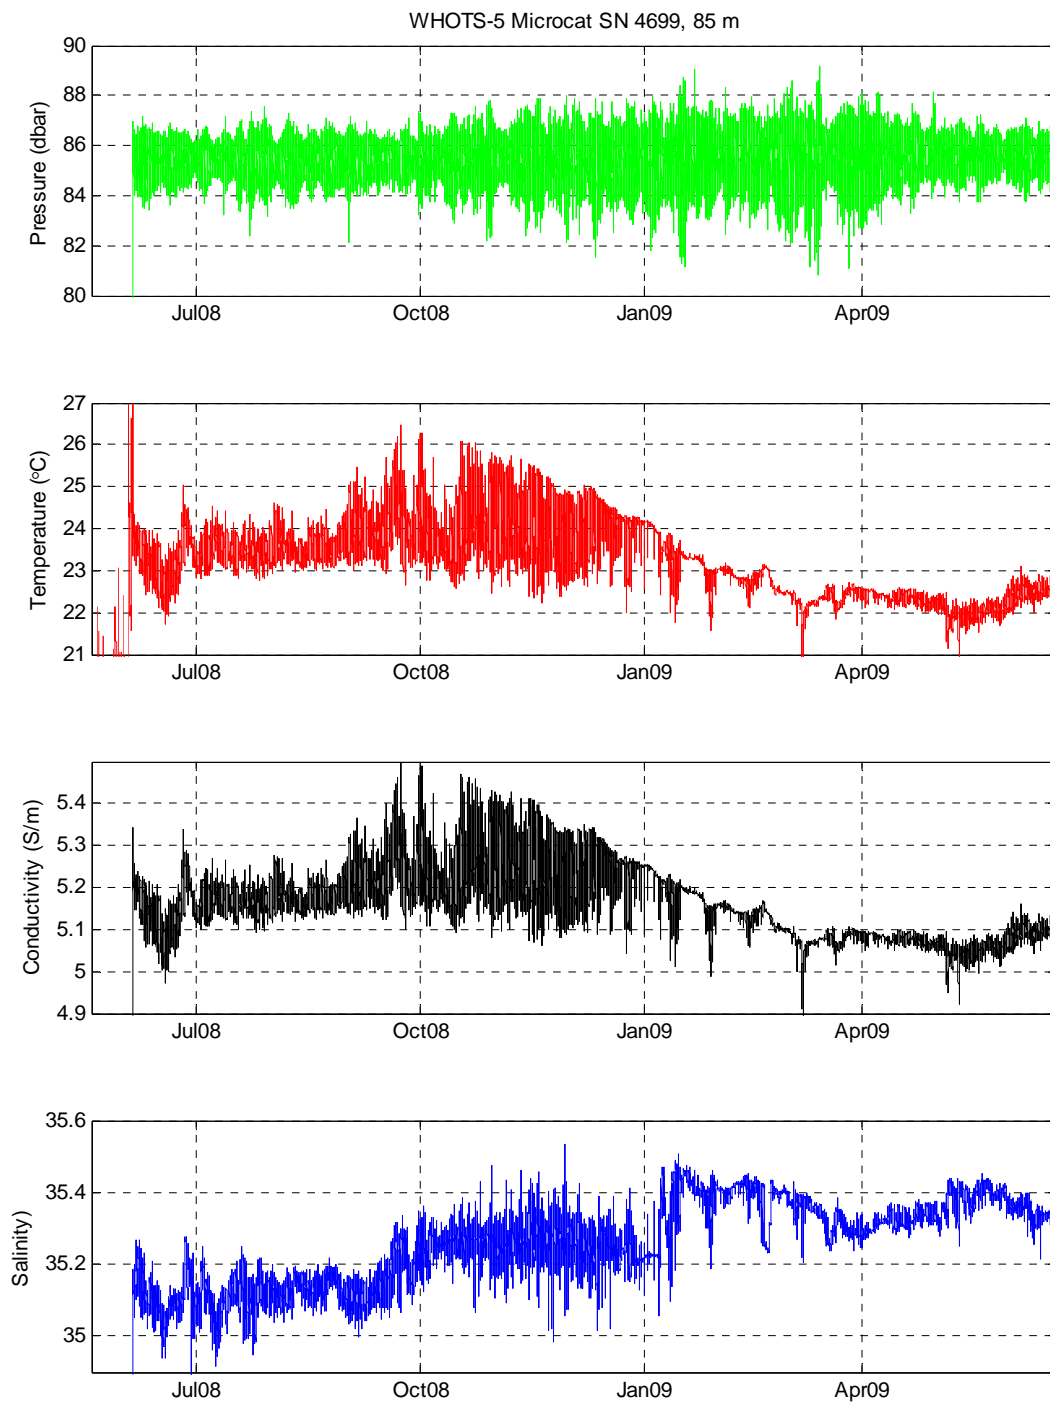 WHOTS-5 Microcat SN 4699, 85 m
90
88
86
84
82
80
Pressure (dbar)
Jul08 Oct08 Jan09 Apr09
27
26
25
24
23
22
21
Temperature (°C)
Jul08 Oct08 Jan09 Apr09
5.4
5.3
5.2
5.1
5
4.9
Conductivity (S/m)
Jul08 Oct08 Jan09 Apr09
35.6
35.4
35.2
35
Salinity)
Jul08 Oct08 Jan09 Apr09